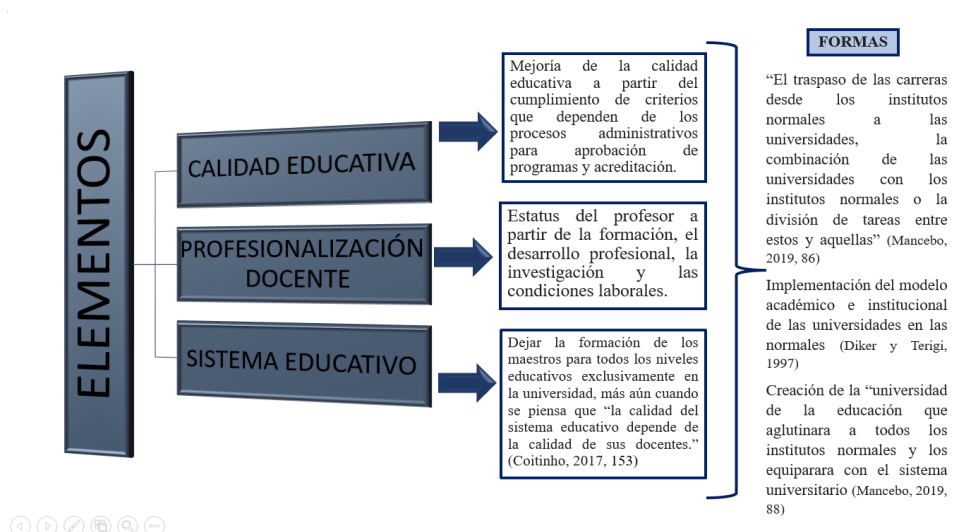 ELEMENTOS
CALIDAD EDUCATIVA
PROFESIONALIZACIÓN
DOCENTE
SISTEMA EDUCATIVO
Mejoría de la calidad
educativa a partir del
cumplimiento de criterios
que dependen de los
procesos administrativos
para aprobación de
programas y acreditación.
Estatus del profesor a
partir de la formación, el
desarrollo profesional, la
investigación y las
condiciones laborales.
Dejar la formación de los
maestros para todos los niveles
educativos exclusivamente en
la universidad, más aún cuando
se piensa que “la calidad del
sistema educativo depende de
la calidad de sus docentes.”
(Coitinho, 2017, 153)
FORMAS
“El traspaso de las carreras
desde los institutos
normales a las
universidades, la
combinación de las
universidades con los
institutos normales o la
división de tareas entre
estos y aquellas” (Mancebo,
2019, 86)
Implementación del modelo
académico e institucional
de las universidades en las
normales (Diker y Terigi,
1997)
Creación de la “universidad
de la educación que
aglutinara a todos los
institutos normales y los
equiparara con el sistema
universitario (Mancebo, 2019,
88)